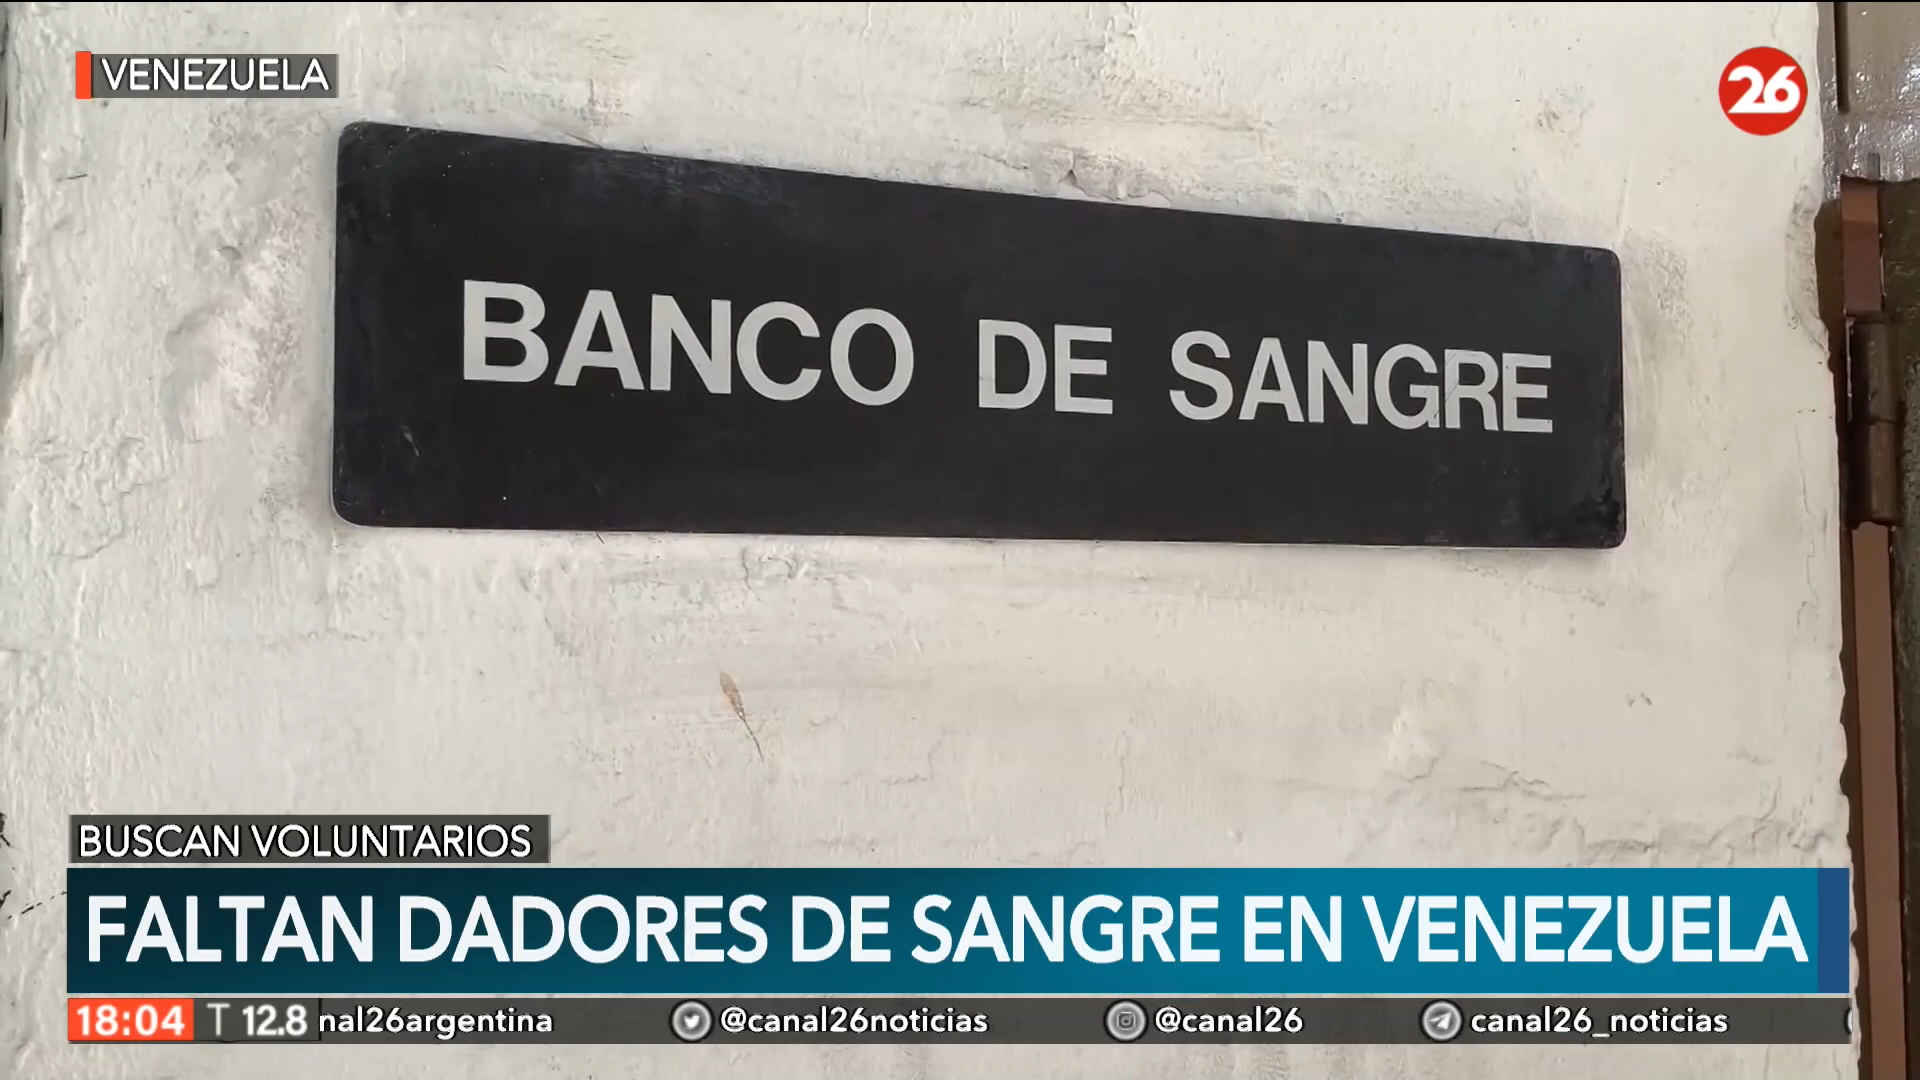 VENEZUELA
26
BANCO DE SANGRE
BUSCAN VOLUNTARIOS
FALTAN DADORES DE SANGRE EN VENEZUELA
18:04 T 12.8 nal26argentina @canal26noticias @canal26 canal26_noticias